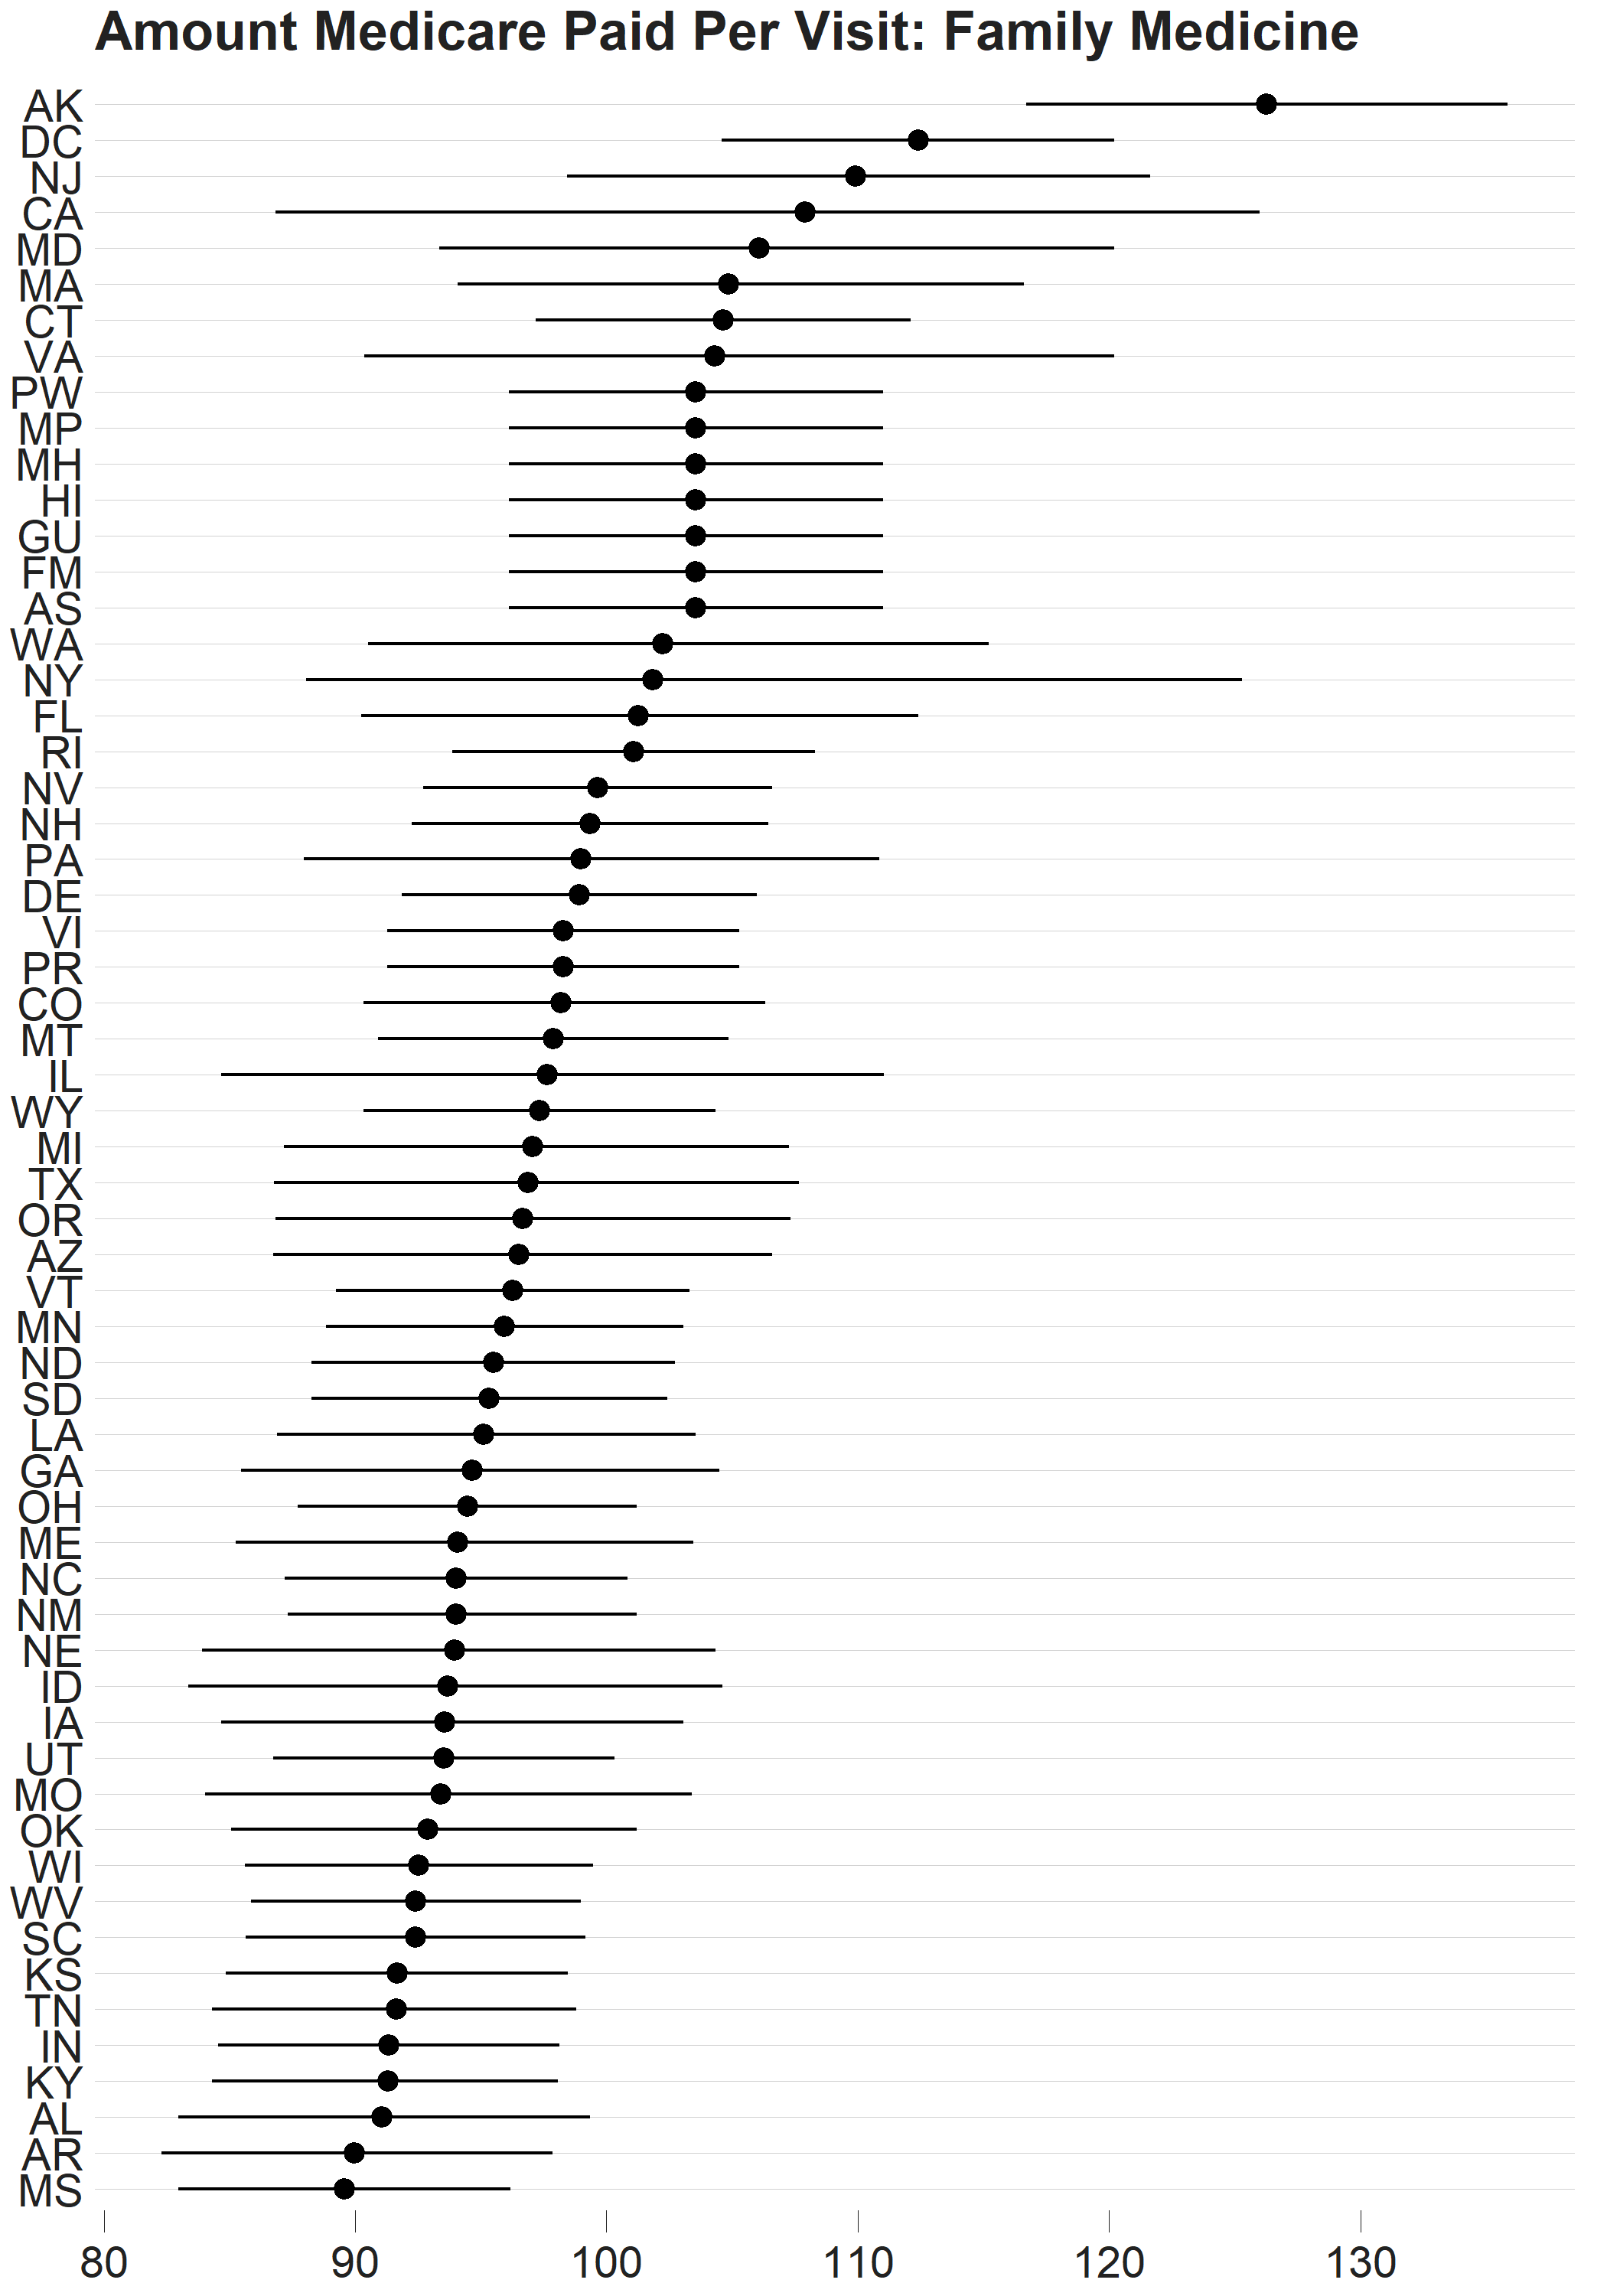 Amount Medicare Paid Per Visit: Family Medicine
AK
DC
NJ
CA
MD
MA
CT
VA
PW
MP
MH
HI
GU
FM
AS
WA
NY
FL
RI
NV
NH
PA
DE
VI
PR
CO
MT
IL
WY
MI
TX
OR
AZ
VT
MN
ND
SD
LA
GA
OH
ME
NC
NM
NE
ID
IA
UT
MO
OK
WI
WV
SC
KS
TN
IN
KY
AL
AR
MS
80 90 100 110 120 130